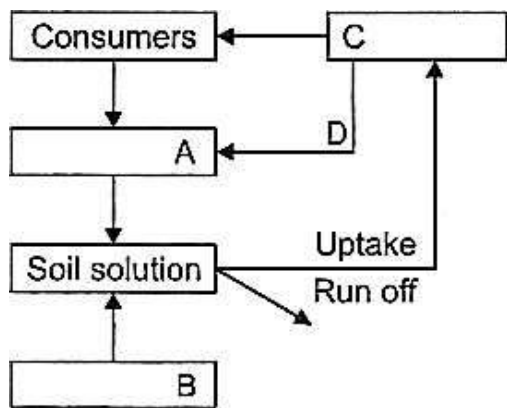 Consumers
C
D
A
Uptake
Soil solution
Run off
B